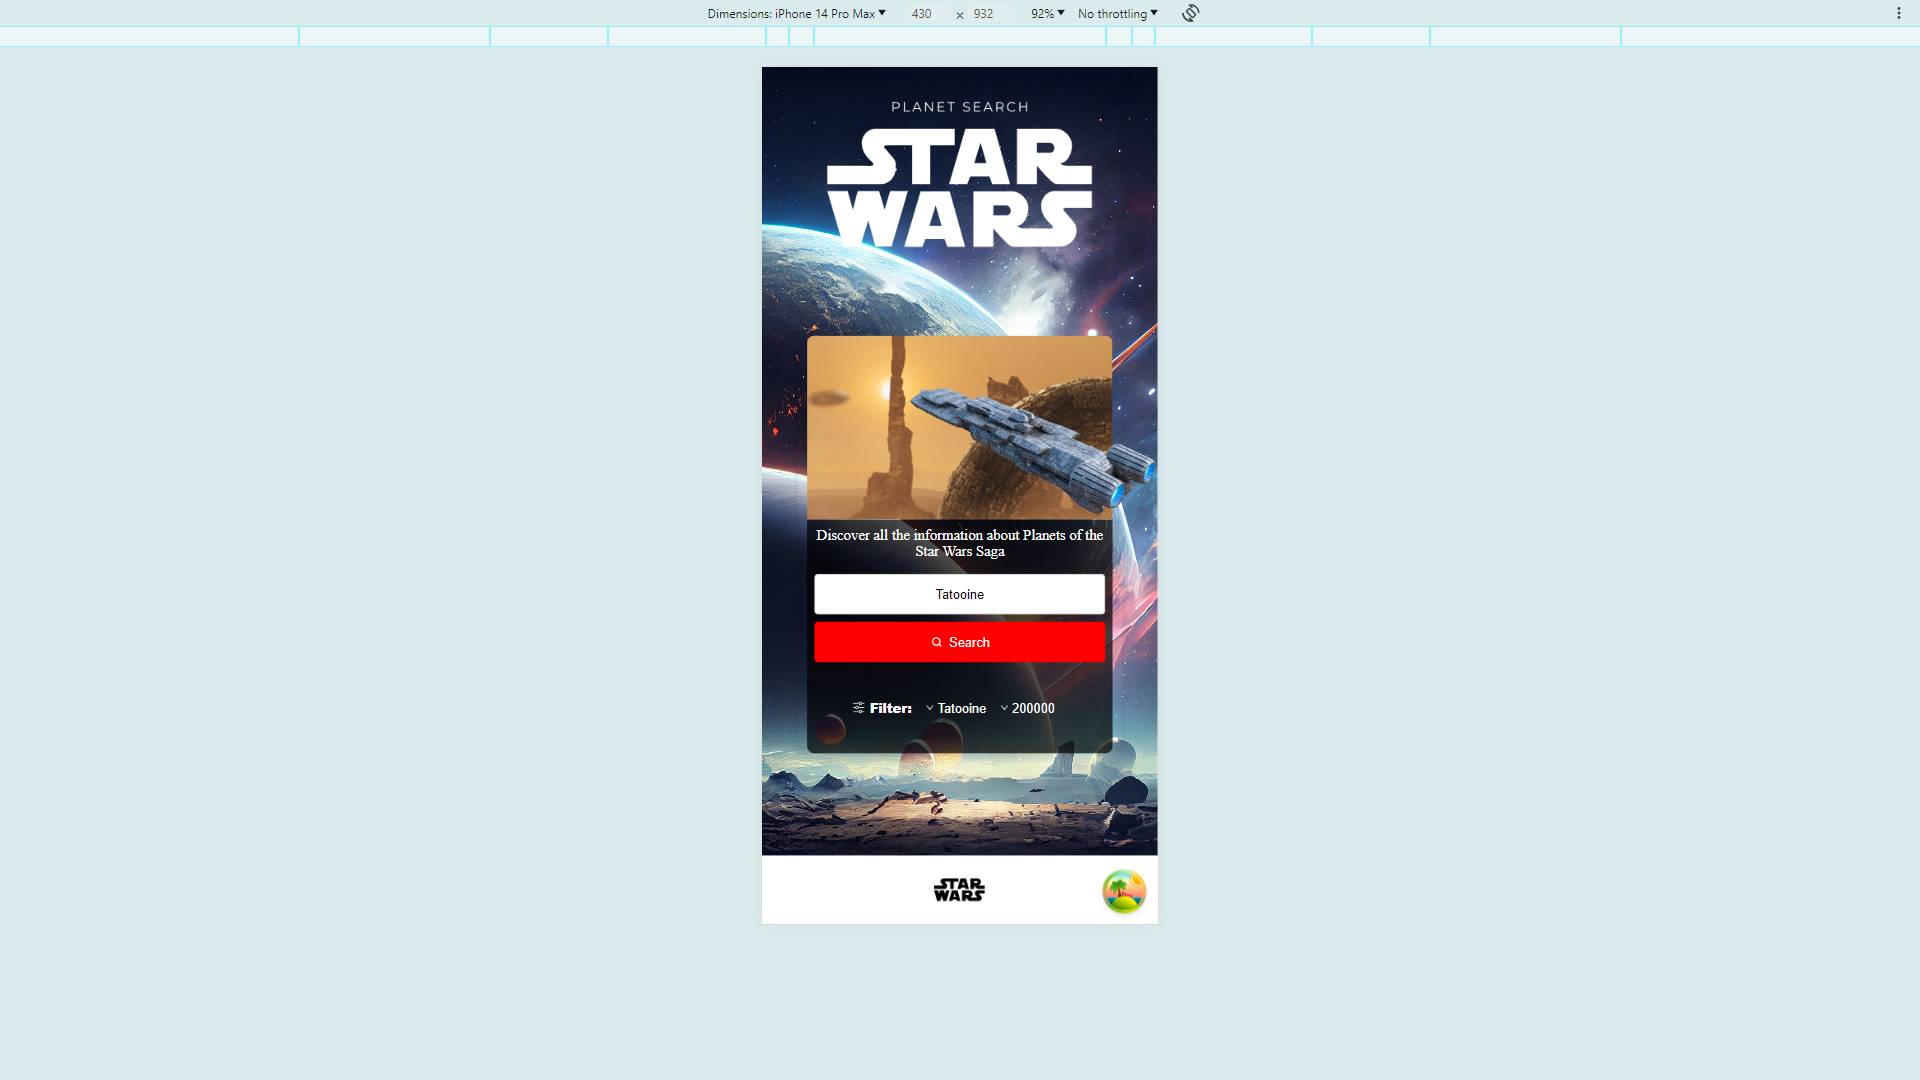 Dimensions: iPhone 14 Pro Max 430 × 932 92% No throttling
PLANET SEARCH
STAR
WARS
Discover all the information about Planets of the
Star Wars Saga
Tatooine
Search
Filter: Tatooine 200000
STAR
WARS